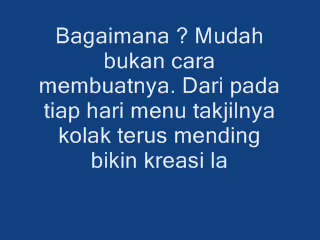 Bagaimana ? Mudah
bukan cara
membuatnya. Dari pada
tiap hari menu takjilnya
kolak terus mending
bikin kreasi la